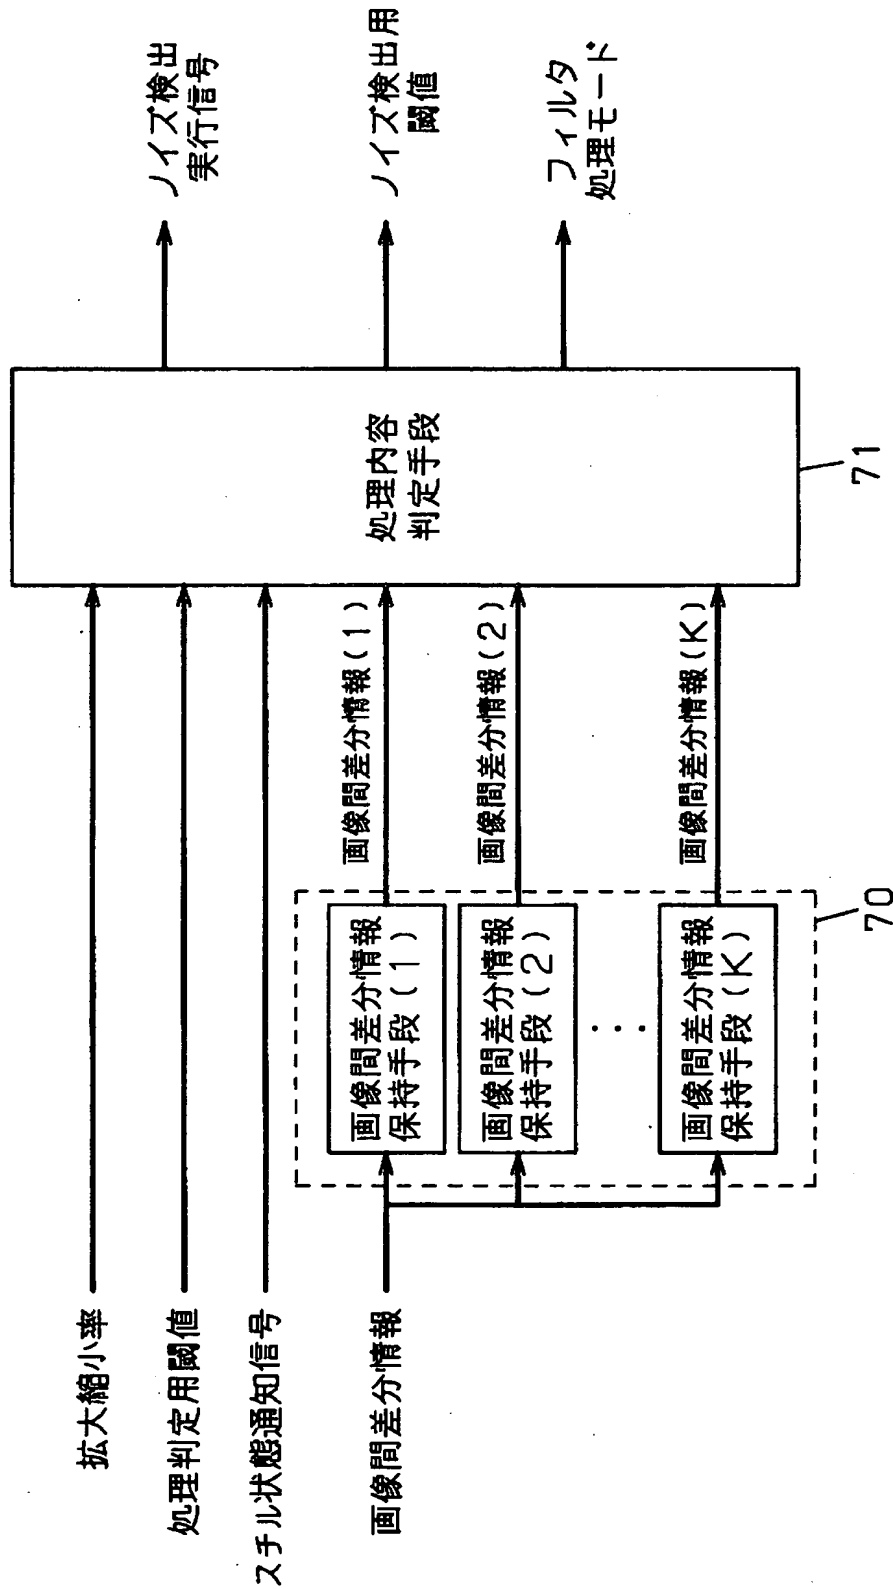 拡大縮小率
処理判定用閾値
スチル状態通知信号
画像間差分情報
画像間差分情報
保持手段(1)
画像間差分情報
保持手段(2)
・・・
画像間差分情報
保持手段(K)
70
画像間差分情報(1)
画像間差分情報(2)
画像間差分情報(K)
処理内容
判定手段
71
ノイズ検出
実行信号
ノイズ検出用
閾値
フィルタ
処理モード